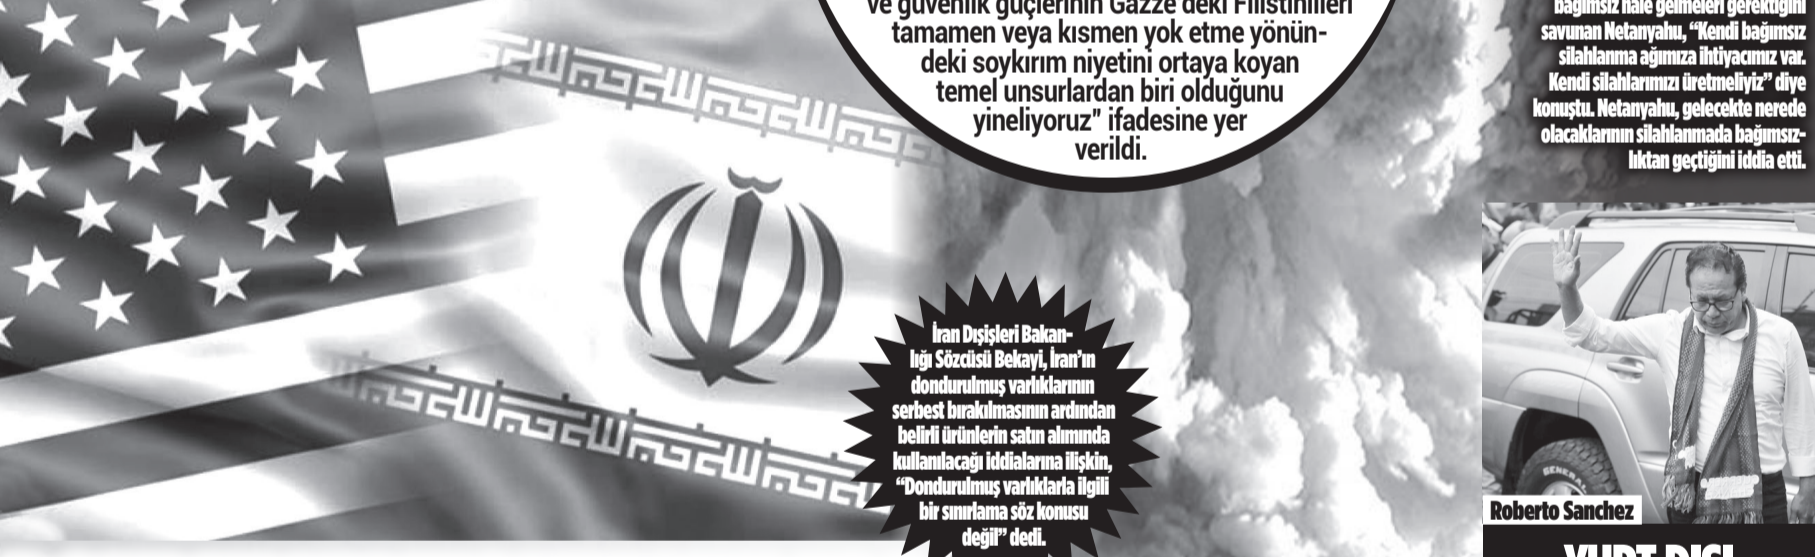 ve güvenlik güçlerinin Gazze'deki Filistinlileri
tamamen veya kısmen yok etme yönün-
deki soykırım niyetini ortaya koyan
temel unsurlardan biri olduğunu
yineliyoruz" ifadesine yer
verildi.
bağımsız hale gelmeleri gerektiğini
savunan Netanyahu, “Kendi bağımsız
silahlanma ağımıza ihtiyacımız var.
Kendi silahlarımızı üretmeliyiz” diye
konuştu. Netanyahu, gelecekte nerede
olacaklarının silahlanmada bağımsız-
lıktan geçtiğini iddia etti.
İran Dışişleri Bakan-
lığı Sözcüsü Bekayi, İran’ın
dondurulmuş varlıklarının
serbest bırakılmasının ardından
belirli ürünlerin satın alımında
kullanılacağı iddialarına ilişkin,
“Dondurulmuş varlıklarla ilgili
bir sınırlama söz konusu
değil” dedi.
GENERAL
Roberto Sanchez
YURT DIŞI